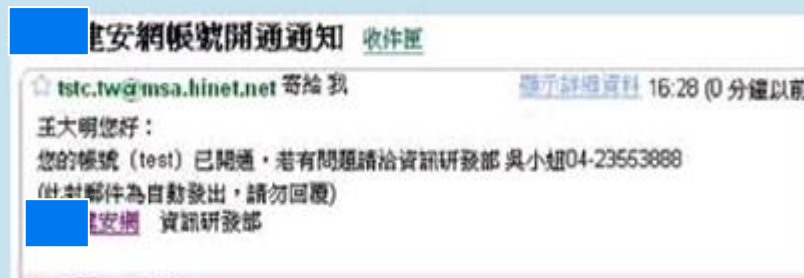 建安網帳號開通通知 收件匣
tstc.tw@msa.hinet.net 寄給 我 顯示詳細資料 16:28 (0 分鐘以前
王大明您好：
您的帳號（test）已開通，若有問題請洽資訊研發部 吳小姐04-23553888
(此封郵件為自動發出，請勿回覆)
建安網 資訊研發部